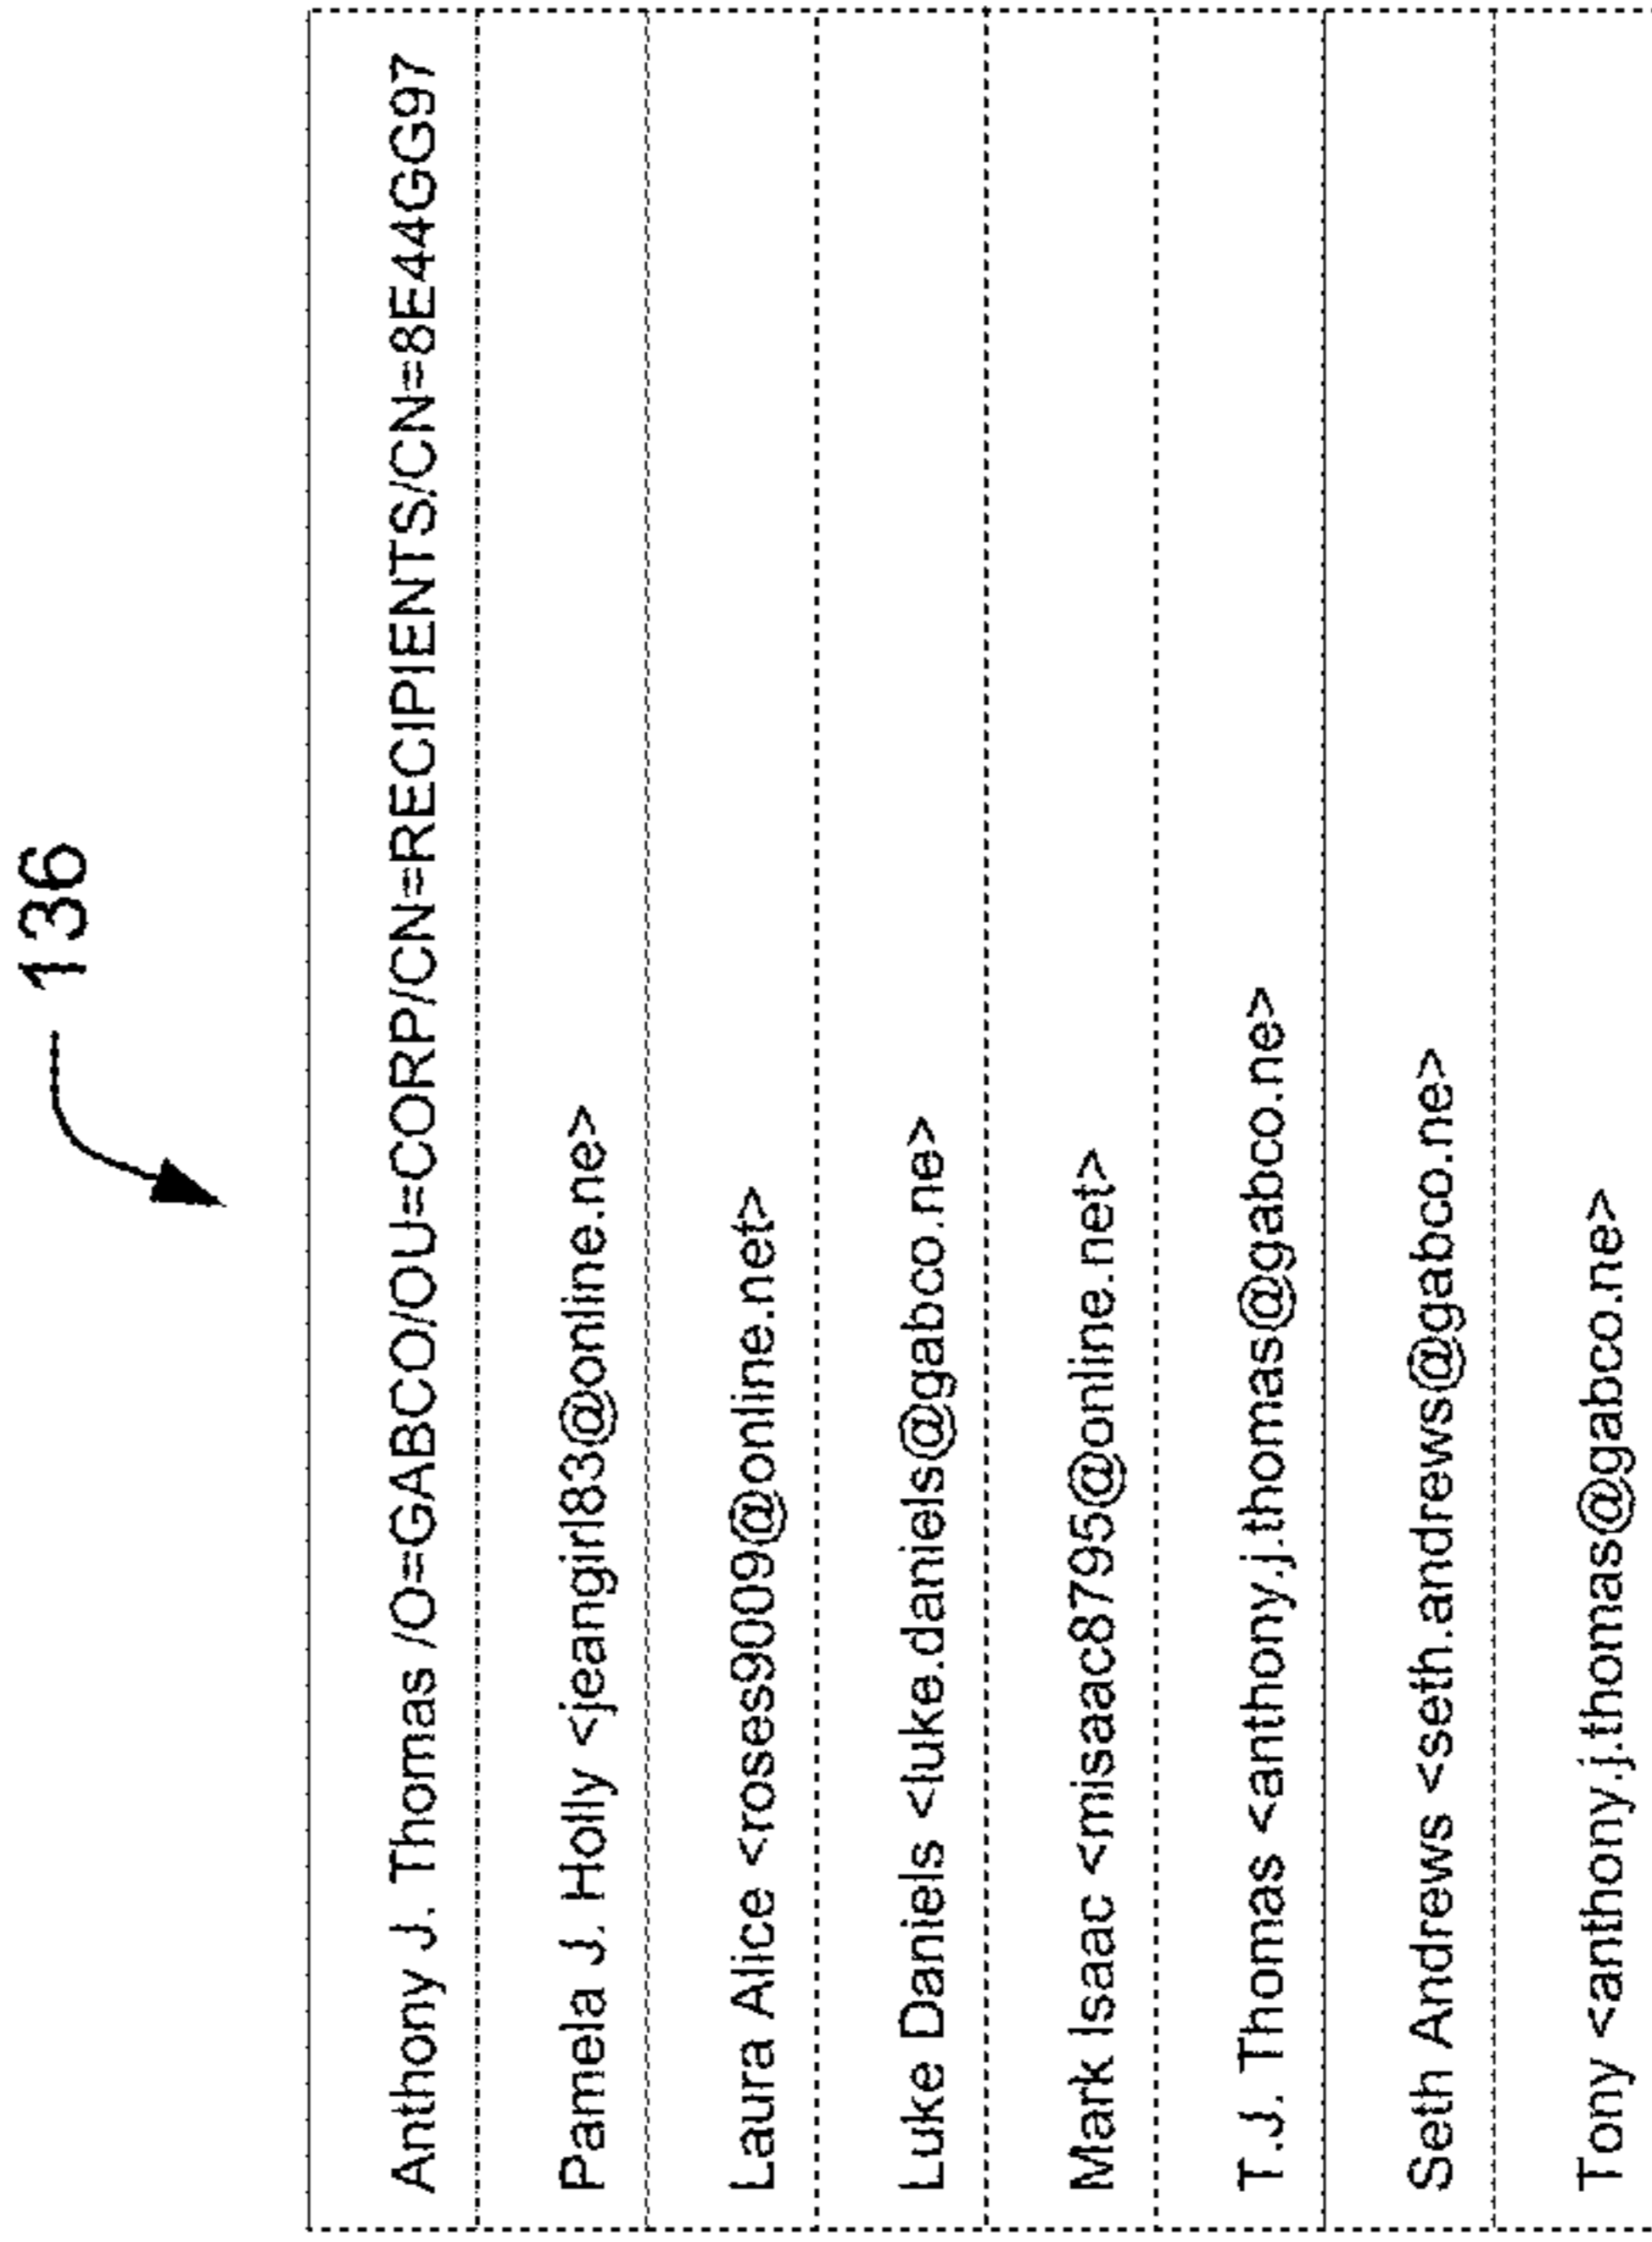 136
Anthony J. Thomas /O=GABCO/OU=CORP/CN=RECIPIENTS/CN=8E44GG97
Pamela J. Holly <jeangirl83@online.ne>
Laura Alice <roses9009@online.net>
Luke Daniels <luke.daniels@gabco.ne>
Mark Isaac <misaac8795@online.net>
T.J. Thomas <anthony.j.thomas@gabco.ne>
Seth Andrews <seth.andrews@gabco.ne>
Tony <anthony.j.thomas@gabco.ne>